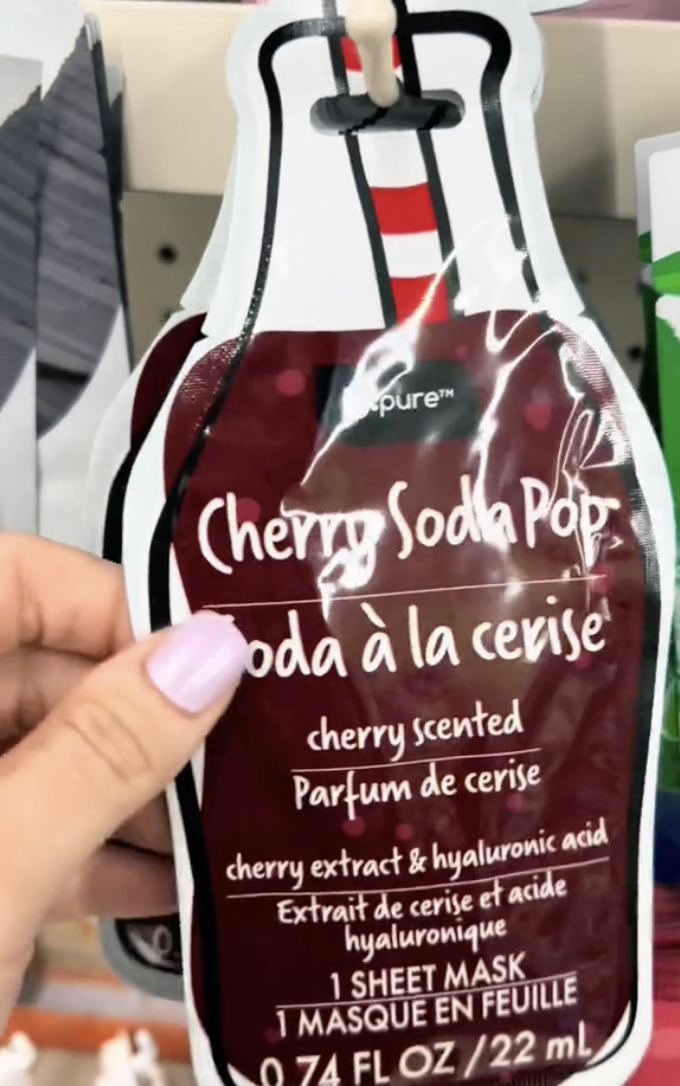 pure™
Cherry Soda Pop
oda à la cerise
cherry scented
Parfum de cerise
cherry extract & hyaluronic acid
Extrait de cerise et acide
hyaluronique
1 SHEET MASK
1 MASQUE EN FEUILLE
0.74 FL OZ / 22 mL